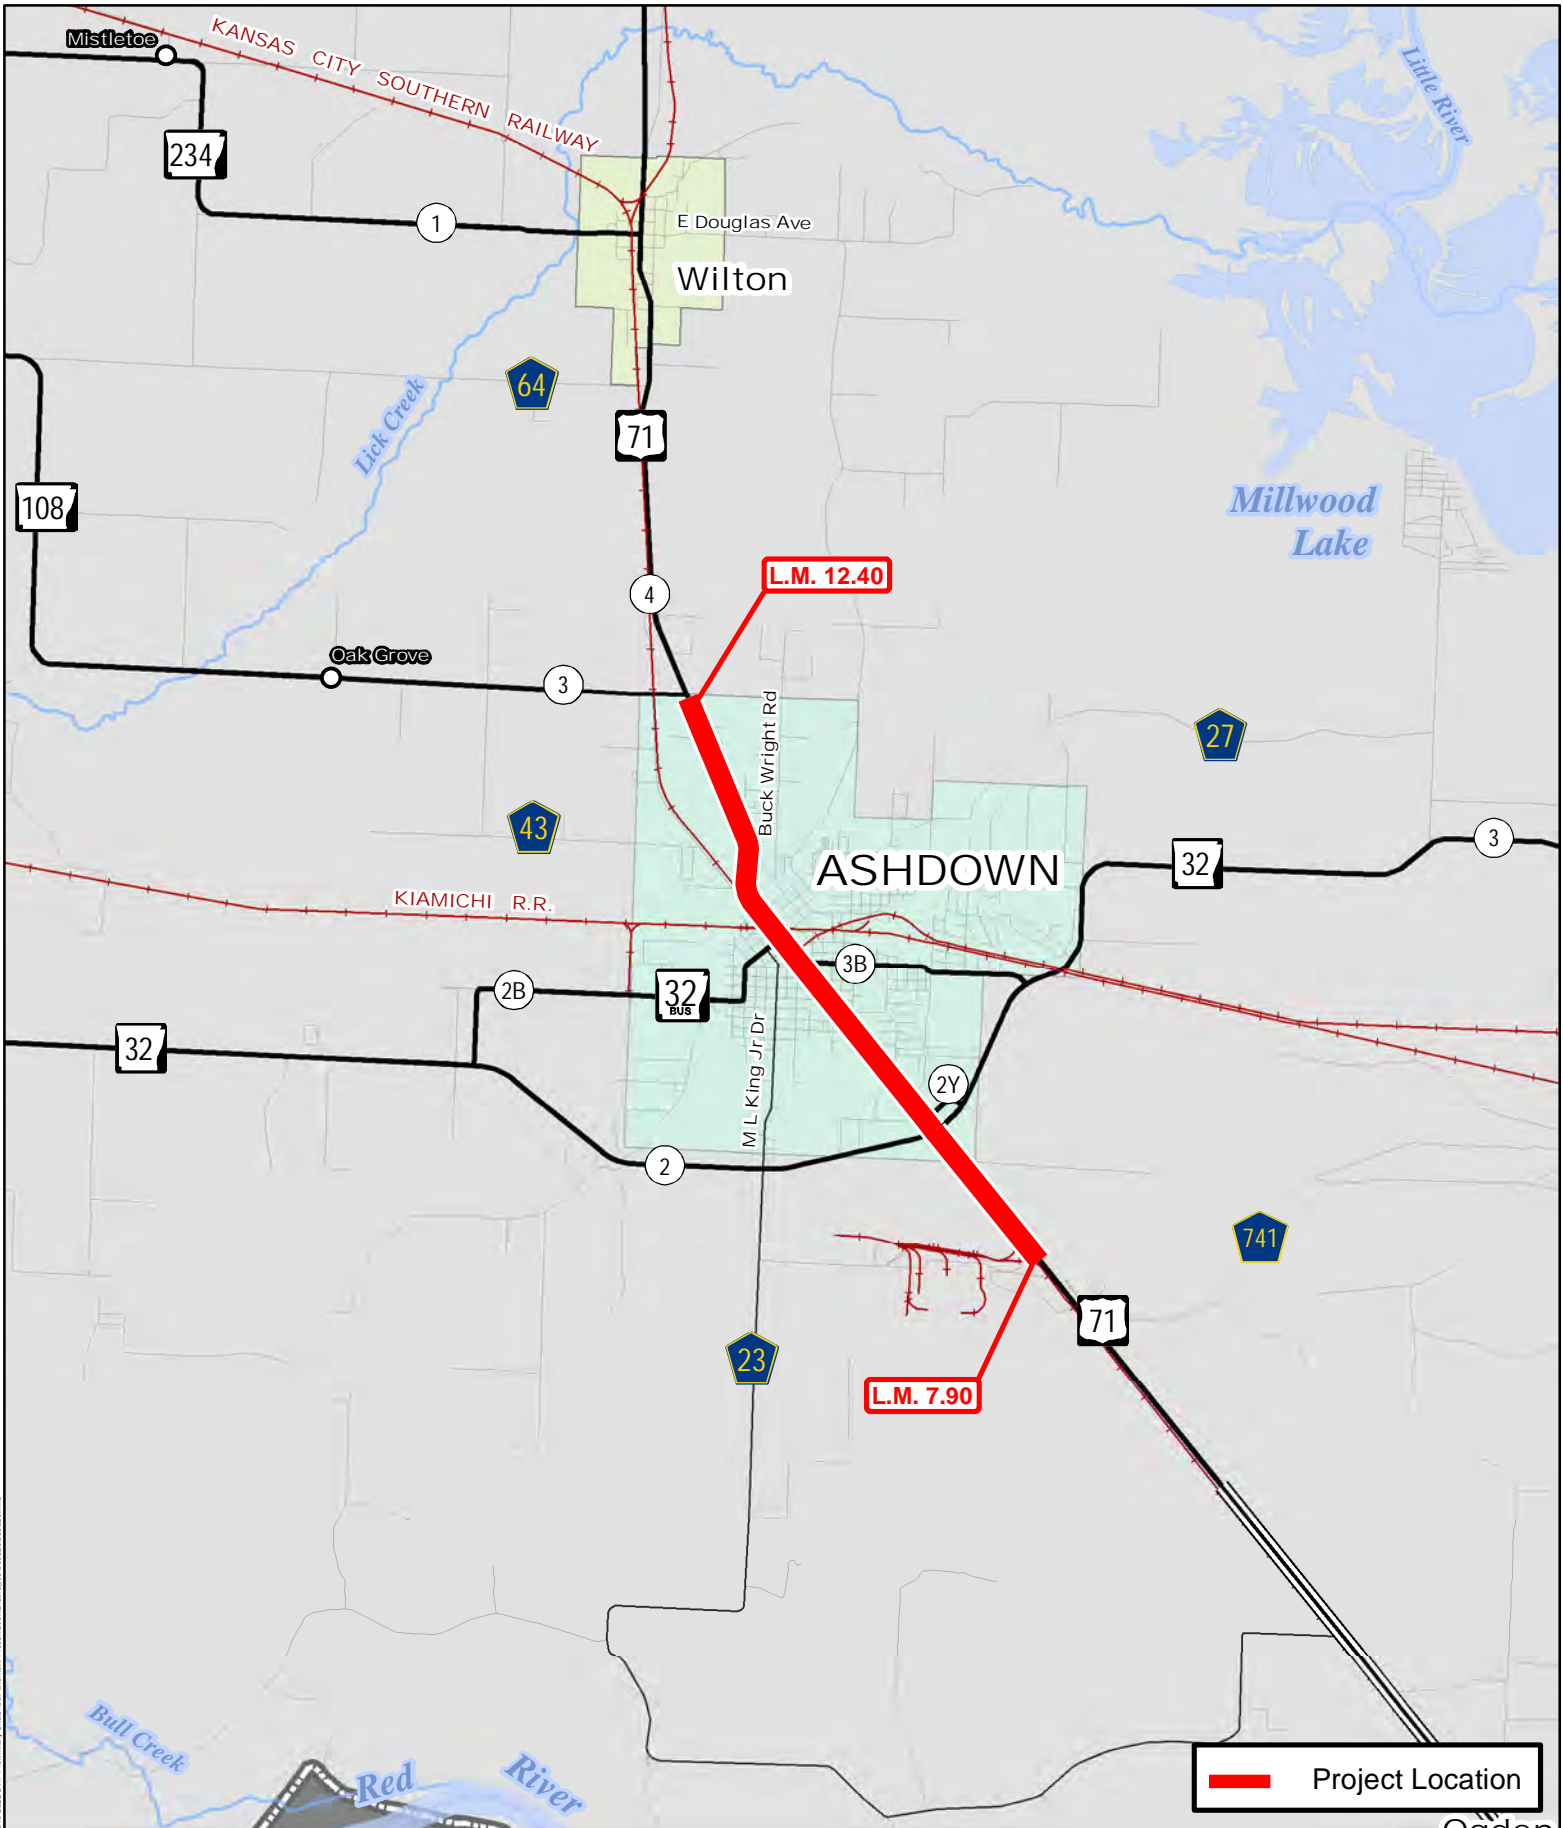 Mistletoe
KANSAS CITY SOUTHERN RAILWAY
Little River
234
1
E Douglas Ave
Wilton
64
Lick Creek
71
108
Millwood
Lake
L.M. 12.40
4
Oak Grove
3
Buck Wright Rd
27
43
ASHDOWN
32
3
KIAMICHI R.R.
3B
2B
32
BUS
32
M L King Jr Dr
2Y
2
741
71
23
L.M. 7.90
Bull Creek
Red River
Project Location
Ogden